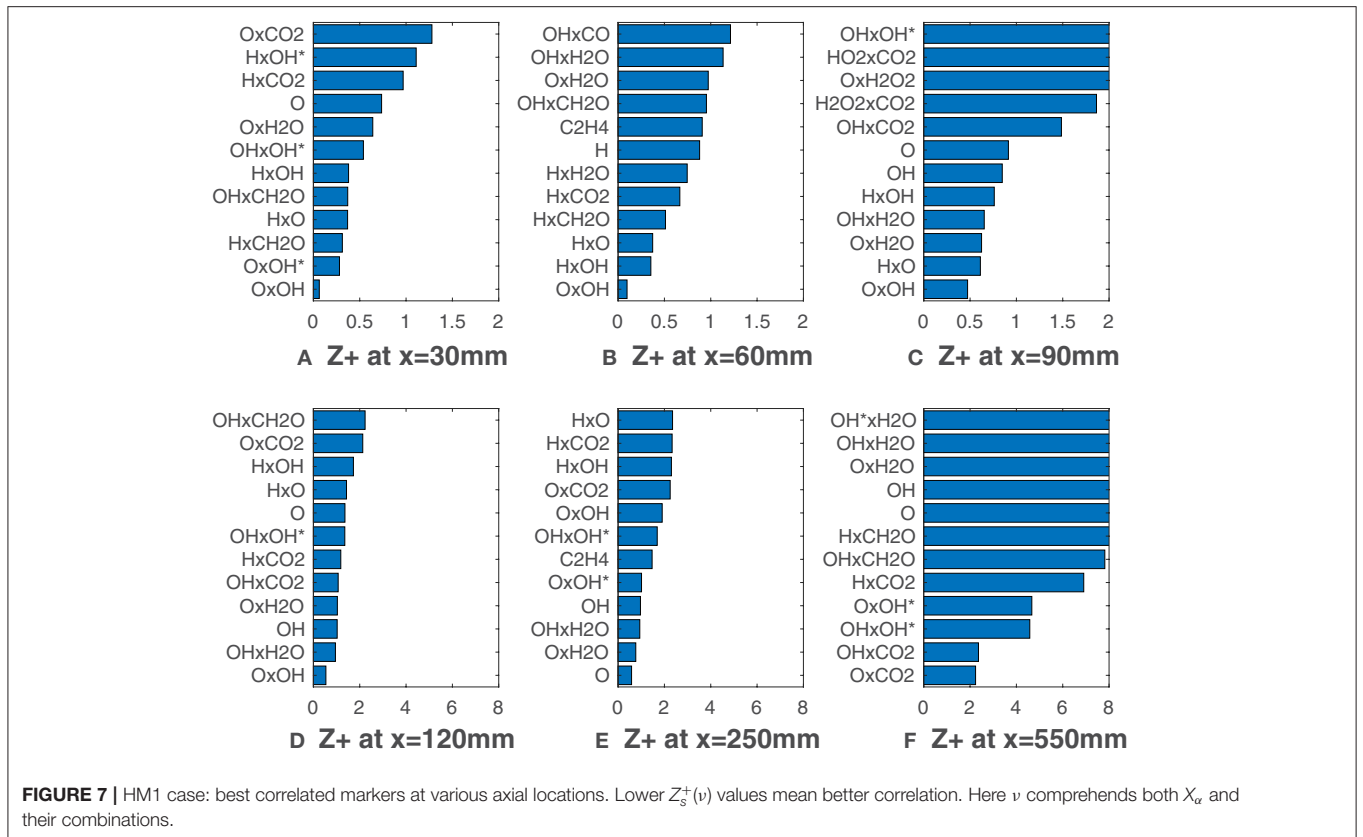 OxCO2
HxOH*
HxCO2
O
OxH2O
OHxOH*
HxOH
OHxCH2O
HxO
HxCH2O
OxOH*
OxOH
0 0.5 1 1.5 2
A Z+ at x=30mm
OHxCO
OHxH2O
OxH2O
OHxCH2O
C2H4
H
HxH2O
HxCO2
HxCH2O
HxO
HxOH
OxOH
0 0.5 1 1.5 2
B Z+ at x=60mm
OHxOH*
HO2xCO2
OxH2O2
H2O2xCO2
OHxCO2
O
OH
HxOH
OHxH2O
OxH2O
HxO
OxOH
0 0.5 1 1.5 2
C Z+ at x=90mm
OHxCH2O
OxCO2
HxOH
HxO
O
OHxOH*
HxCO2
OHxCO2
OxH2O
OH
OHxH2O
OxOH
0 2 4 6 8
D Z+ at x=120mm
HxO
HxCO2
HxOH
OxCO2
OxOH
OHxOH*
C2H4
OxOH*
OH
OHxH2O
OxH2O
O
0 2 4 6 8
E Z+ at x=250mm
OH*xH2O
OHxH2O
OxH2O
OH
O
HxCH2O
OHxCH2O
HxCO2
OxOH*
OHxOH*
OHxCO2
OxCO2
0 2 4 6 8
F Z+ at x=550mm
FIGURE 7 | HM1 case: best correlated markers at various axial locations. Lower Z_s^+(ν) values mean better correlation. Here ν comprehends both X_α and
their combinations.